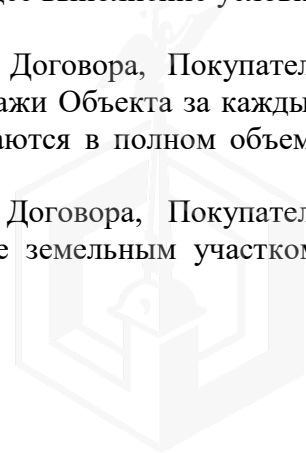 Договора, Покупател
ажи Объекта за кажды
аются в полном объем
Договора, Покупател
е земельным участком